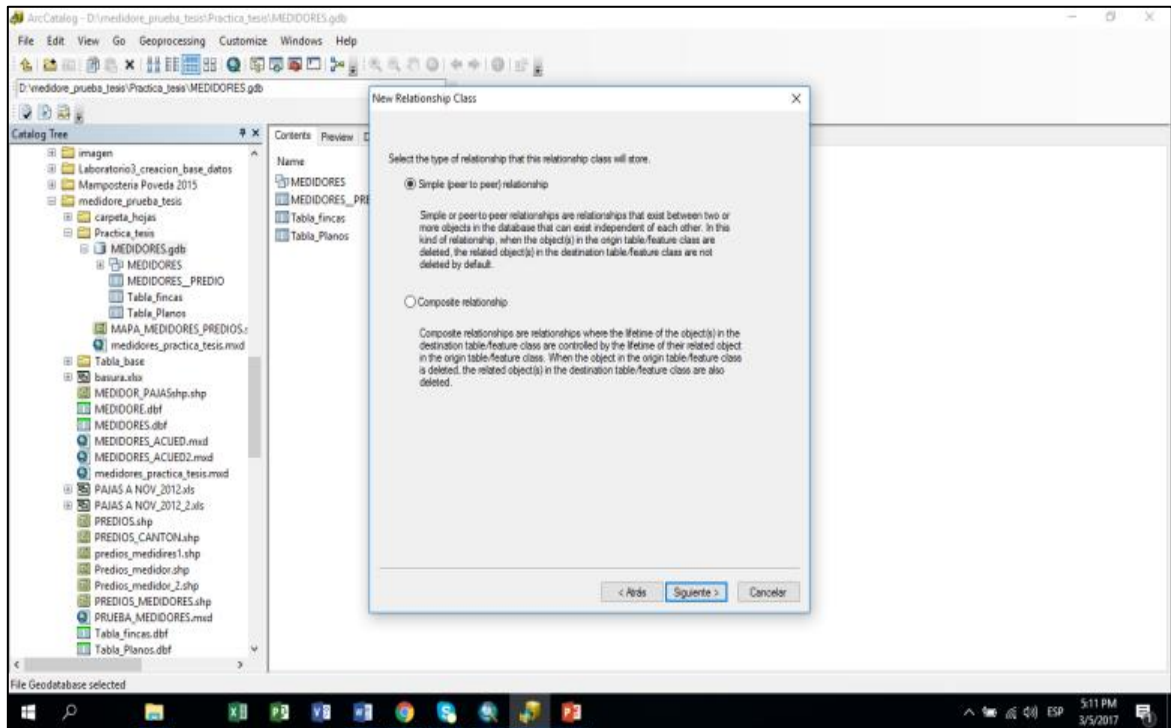 ArcCatalog - D:\medidore_prueba_tesis\Practica_tesis\MEDIDORES.gdb
File Edit View Go Geoprocessing Customize Windows Help
D:\medidore_prueba_tesis\Practica_tesis\MEDIDORES.gdb
Catalog Tree
imagen
Laboratorio3_creacion_base_datos
Mamposteria Poveda 2015
medidore_prueba_tesis
carpeta_hojas
Practica_tesis
MEDIDORES.gdb
MEDIDORES
MEDIDORES__PREDIO
Tabla_fincas
Tabla_Planos
MAPA_MEDIDORES_PREDIOS.
medidores_practica_tesis.mxd
Tabla_base
basura.xlsx
MEDIDOR_PAJASshp.shp
MEDIDORE.dbf
MEDIDORES.dbf
MEDIDORES_ACUED.mxd
MEDIDORES_ACUED2.mxd
medidores_practica_tesis.mxd
PAJAS A NOV_2012.xls
PAJAS A NOV_2012_2.xls
PREDIOS.shp
PREDIOS_CANTON.shp
predios_medidires1.shp
Predios_medidor.shp
Predios_medidor_2.shp
PREDIOS_MEDIDORES.shp
PRUEBA_MEDIDORES.mxd
Tabla_fincas.dbf
Tabla_Planos.dbf
Contents Preview D
Name
MEDIDORES
MEDIDORES__PRE
Tabla_fincas
Tabla_Planos
New Relationship Class
Select the type of relationship that this relationship class will store.
Simple (peer to peer) relationship
Simple or peer-to-peer relationships are relationships that exist between two or
more objects in the database that can exist independent of each other. In this
kind of relationship, when the object(s) in the origin table/feature class are
deleted, the related object(s) in the destination table/feature class are not
deleted by default.
Composite relationship
Composite relationships are relationships where the lifetime of the object(s) in the
destination table/feature class are controlled by the lifetime of their related object
in the origin table/feature class. When the object in the origin table/feature class
is deleted, the related object(s) in the destination table/feature class are also
deleted.
< Atrás Siguiente > Cancelar
File Geodatabase selected
ESP
5:11 PM
3/5/2017